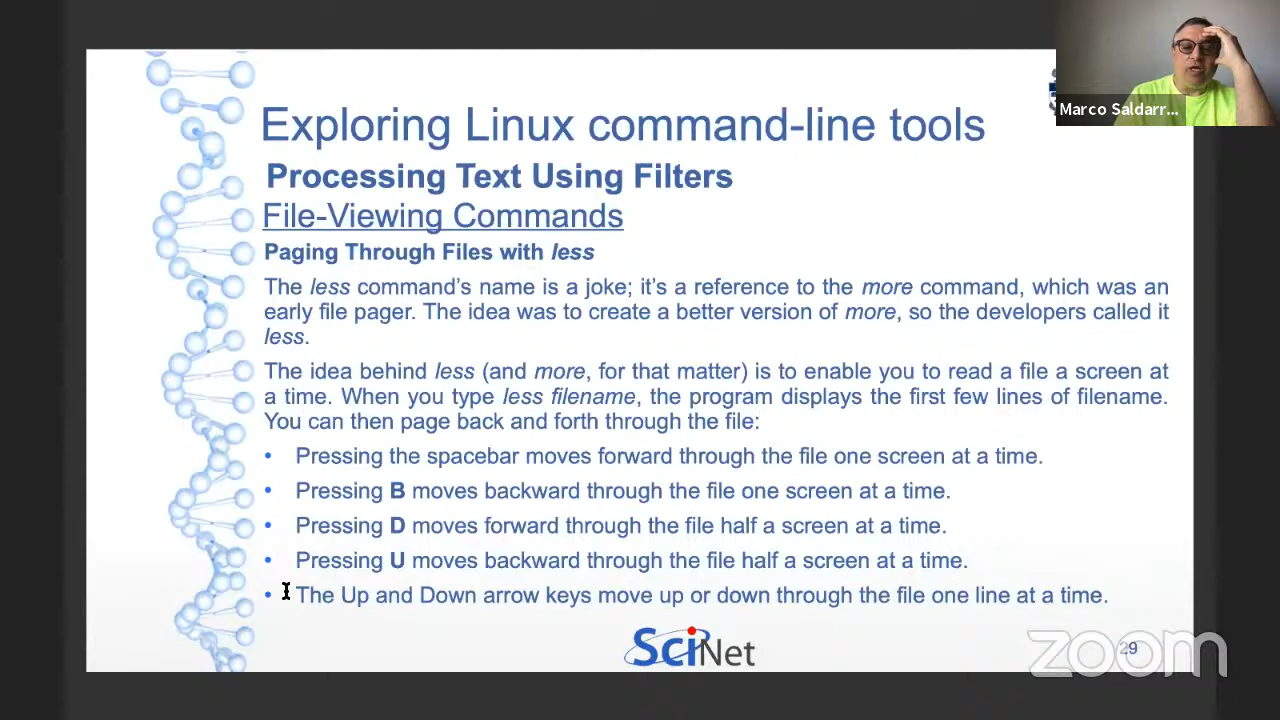 Marco Saldarr...
Exploring Linux command-line tools
Processing Text Using Filters
File-Viewing Commands
Paging Through Files with less
The less command's name is a joke; it's a reference to the more command, which was an
early file pager. The idea was to create a better version of more, so the developers called it
less.
The idea behind less (and more, for that matter) is to enable you to read a file a screen at
a time. When you type less filename, the program displays the first few lines of filename.
You can then page back and forth through the file:
• Pressing the spacebar moves forward through the file one screen at a time.
• Pressing B moves backward through the file one screen at a time.
• Pressing D moves forward through the file half a screen at a time.
• Pressing U moves backward through the file half a screen at a time.
• The Up and Down arrow keys move up or down through the file one line at a time.
SciNet
29
zoom